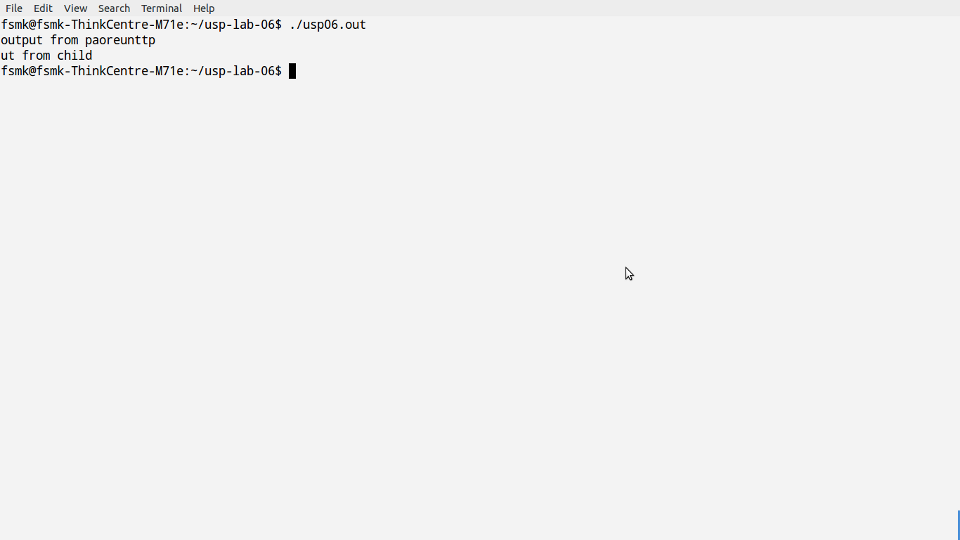 File Edit View Search Terminal Help
fsmk@fsmk-ThinkCentre-M71e:~/usp-lab-06$ ./usp06.out
output from paoreunttp
ut from child
fsmk@fsmk-ThinkCentre-M71e:~/usp-lab-06$